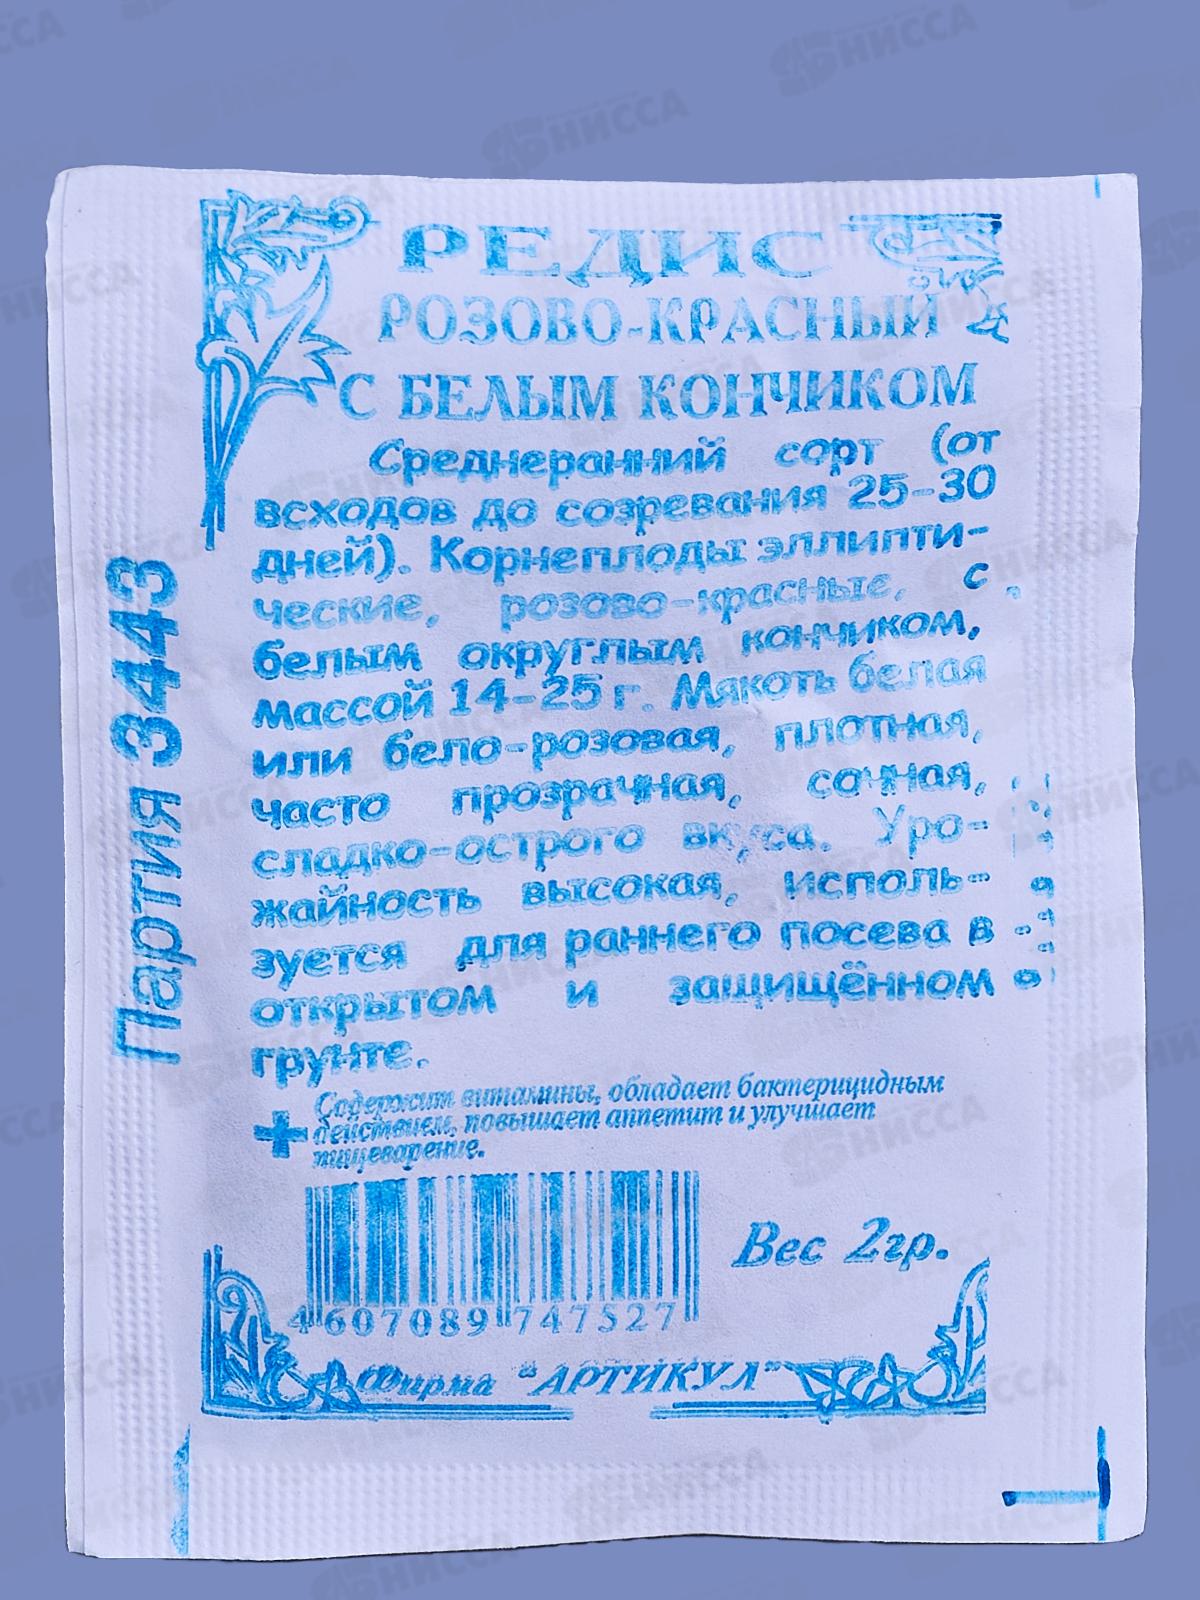 РЕДИС
РОЗОВО-КРАСНЫЙ
С БЕЛЫМ КОНЧИКОМ
Среднеранний сорт (от
всходов до созревания 25-30
дней). Корнеплоды эллипти-
ческие, розово-красные, с
белым округлым кончиком,
массой 14-25 г. Мякоть белая
или бело-розовая, плотная,
часто прозрачная, сочная,
сладко-острого вкуса. Уро-
жайность высокая, исполь-
зуется для раннего посева в
открытом и защищённом
грунте.
+ Содержит витамины, обладает бактерицидным
действием, повышает аппетит и улучшает
пищеварение.
4 607089 747527
Вес 2гр.
Фирма "АРТИКУЛ"
Партия 3443
НИССА